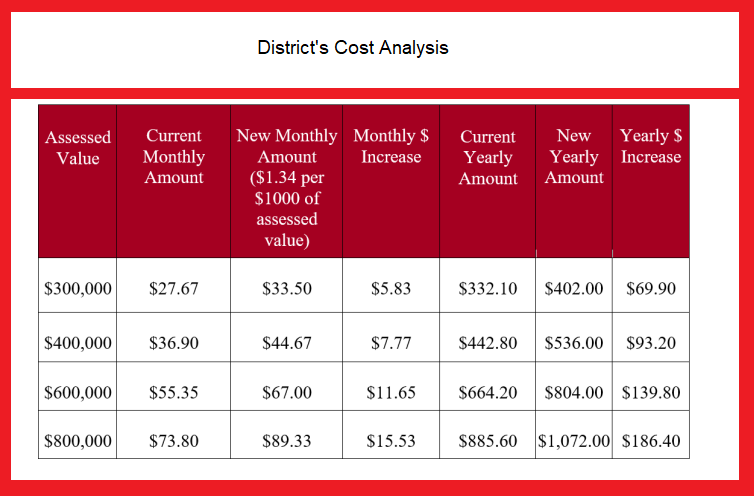 District's Cost Analysis
Assessed Value Current Monthly Amount New Monthly Amount ($1.34 per $1000 of assessed value) Monthly $ Increase Current Yearly Amount New Yearly Amount Yearly $ Increase
$300,000 $27.67 $33.50 $5.83 $332.10 $402.00 $69.90
$400,000 $36.90 $44.67 $7.77 $442.80 $536.00 $93.20
$600,000 $55.35 $67.00 $11.65 $664.20 $804.00 $139.80
$800,000 $73.80 $89.33 $15.53 $885.60 $1,072.00 $186.40